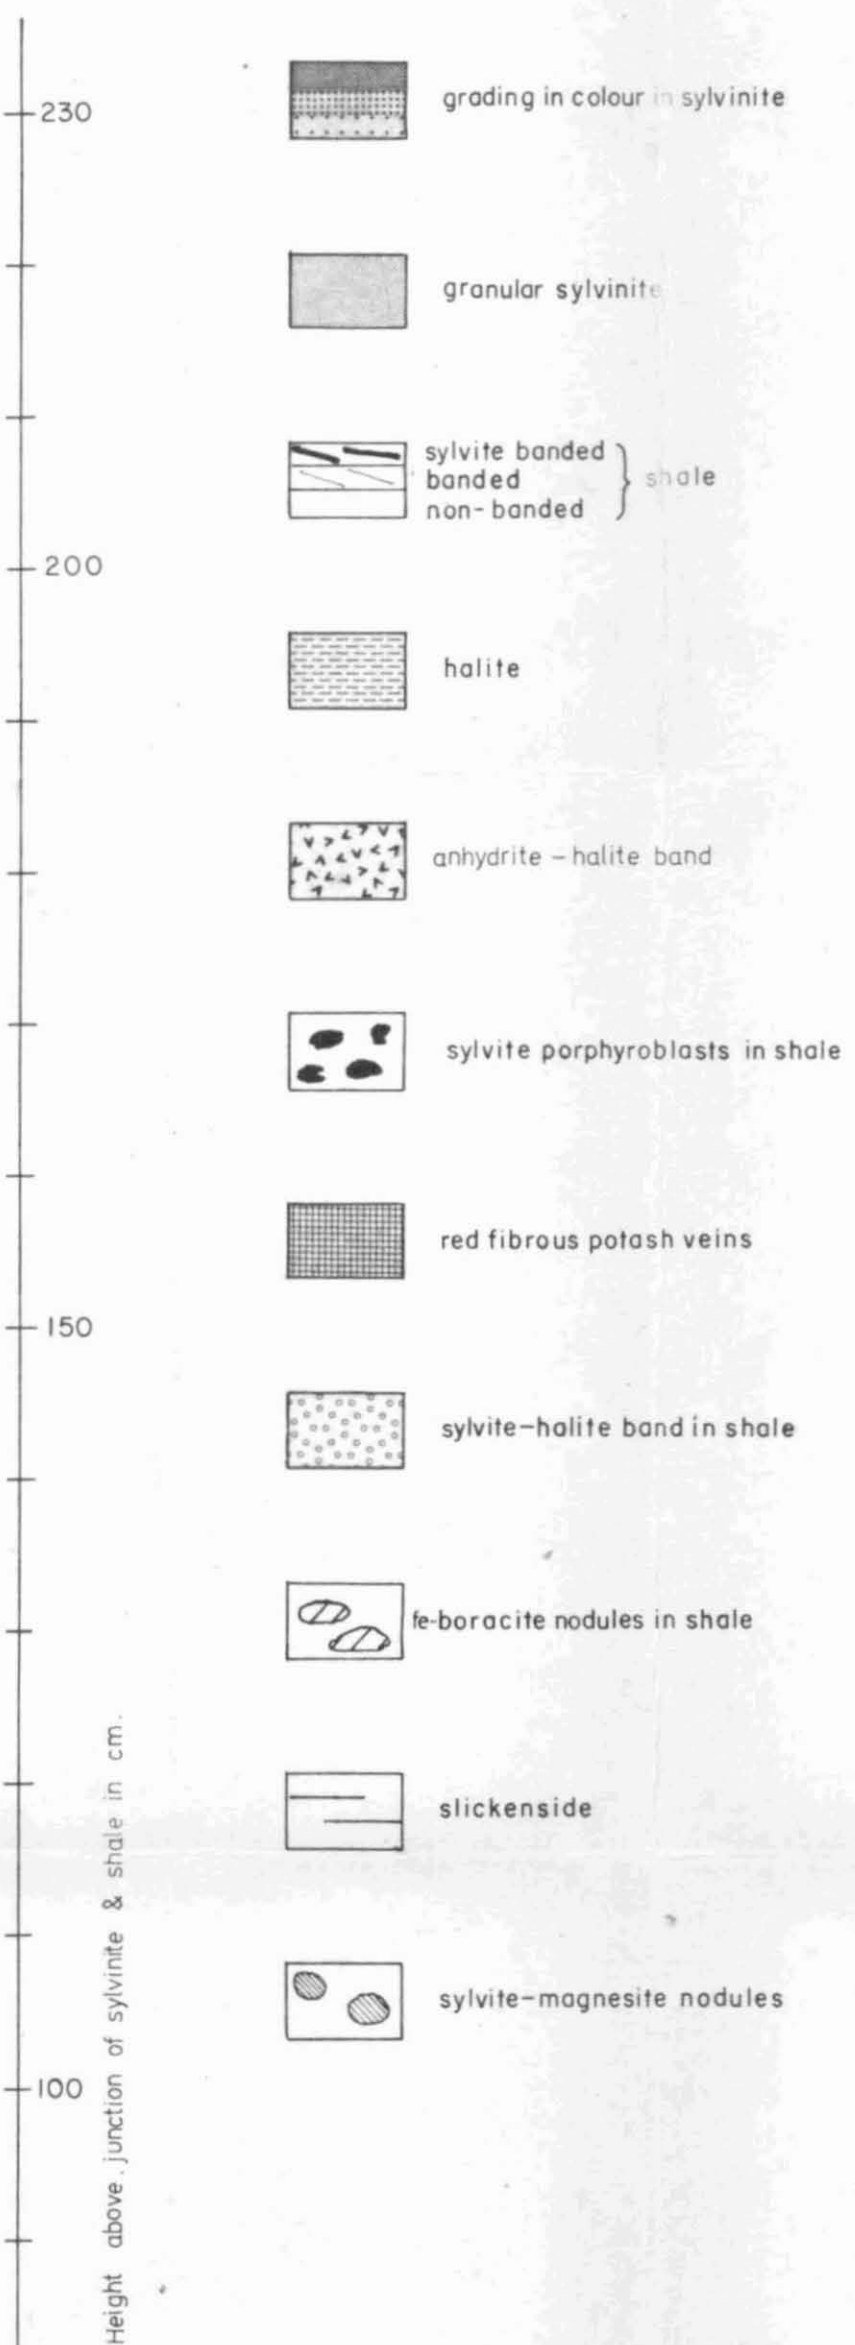 230
grading in colour in sylvinite
granular sylvinite
sylvite banded
banded
non-banded
shale
200
halite
anhydrite – halite band
sylvite porphyroblasts in shale
red fibrous potash veins
150
sylvite-halite band in shale
fe-boracite nodules in shale
slickenside
sylvite-magnesite nodules
100
Height above junction of sylvinite & shale in cm.